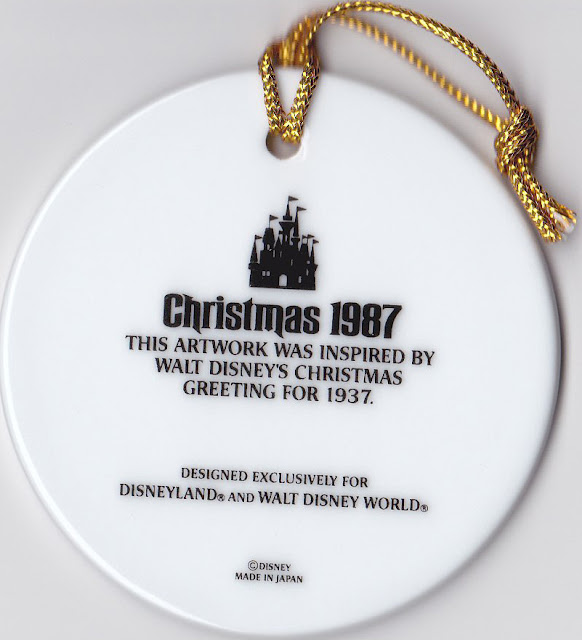 Christmas 1987
THIS ARTWORK WAS INSPIRED BY
WALT DISNEY'S CHRISTMAS
GREETING FOR 1937.
DESIGNED EXCLUSIVELY FOR
DISNEYLAND® AND WALT DISNEY WORLD®
©DISNEY
MADE IN JAPAN